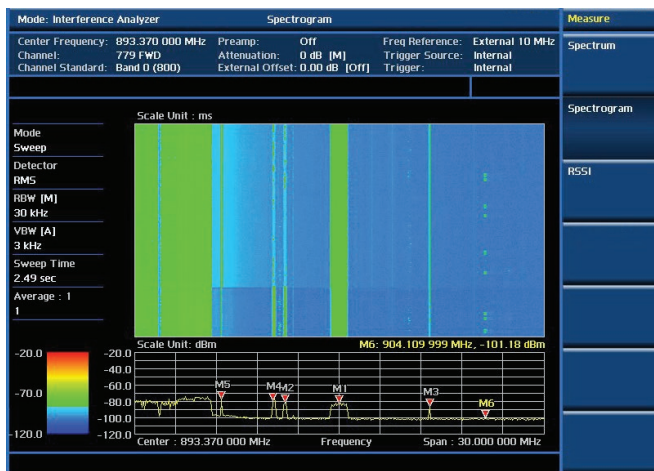 Mode: Interference Analyzer Spectrogram Measure
Center Frequency: 893.370 000 MHz Preamp: Off Freq Reference: External 10 MHz
Channel: 779 FWD Attenuation: 0 dB [M] Trigger Source: Internal
Channel Standard: Band 0 (800) External Offset: 0.00 dB [Off] Trigger: Internal
Spectrum
Spectrogram
RSSI
Scale Unit : ms
Mode
Sweep
Detector
RMS
RBW [M]
30 kHz
VBW [A]
3 kHz
Sweep Time
2.49 sec
Average : 1
1
Scale Unit: dBm M6: 904.109 999 MHz, -101.18 dBm
-20.0
-70.0
-120.0
-20.0
-40.0
-60.0
-80.0
-100.0
-120.0
M5 M4 M2 M1 M3 M6
Center : 893.370 000 MHz Frequency Span : 30.000 000 MHz